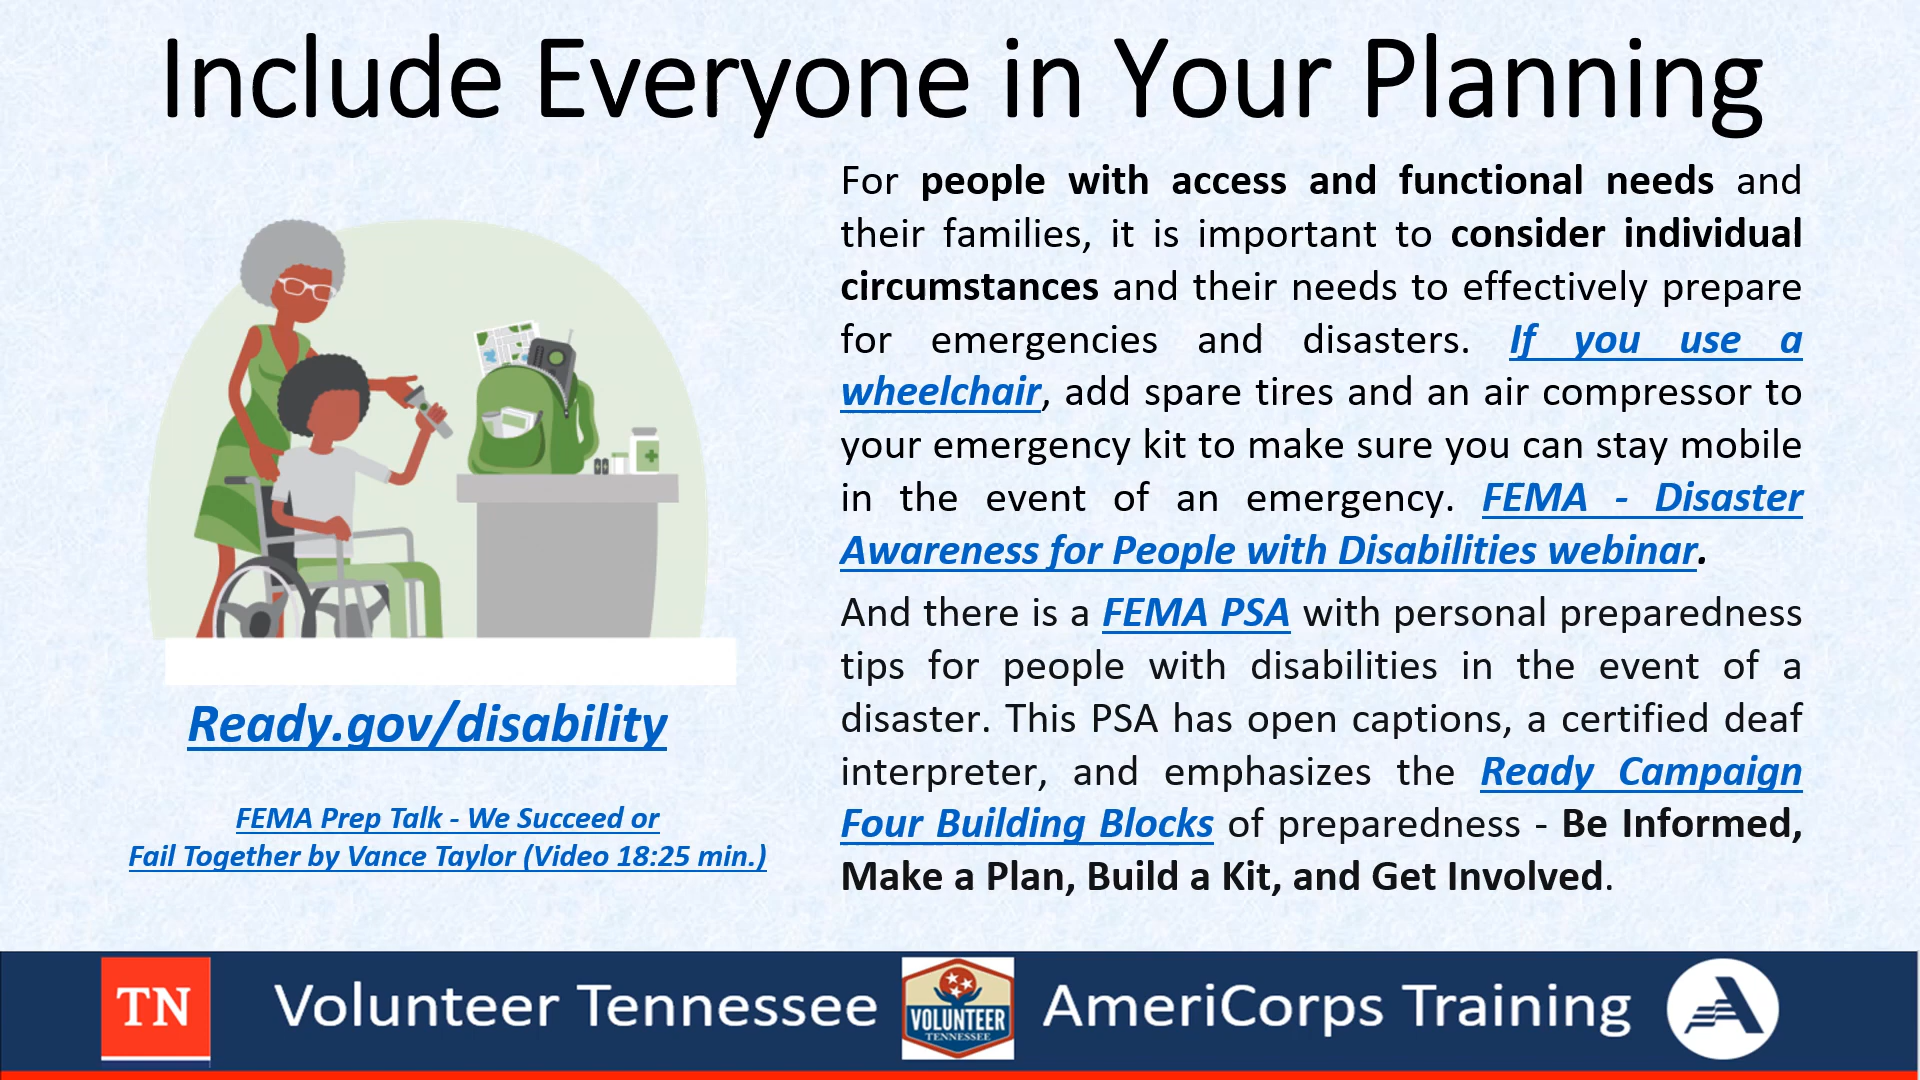 Include Everyone in Your Planning
For people with access and functional needs and
their families, it is important to consider individual
circumstances and their needs to effectively prepare
for emergencies and disasters. If you use a
wheelchair, add spare tires and an air compressor to
your emergency kit to make sure you can stay mobile
in the event of an emergency. FEMA - Disaster
Awareness for People with Disabilities webinar.
And there is a FEMA PSA with personal preparedness
tips for people with disabilities in the event of a
disaster. This PSA has open captions, a certified deaf
interpreter, and emphasizes the Ready Campaign
Four Building Blocks of preparedness - Be Informed,
Make a Plan, Build a Kit, and Get Involved.
Ready.gov/disability
FEMA Prep Talk - We Succeed or
Fail Together by Vance Taylor (Video 18:25 min.)
TN
Volunteer Tennessee
VOLUNTEER
TENNESSEE
AmeriCorps Training